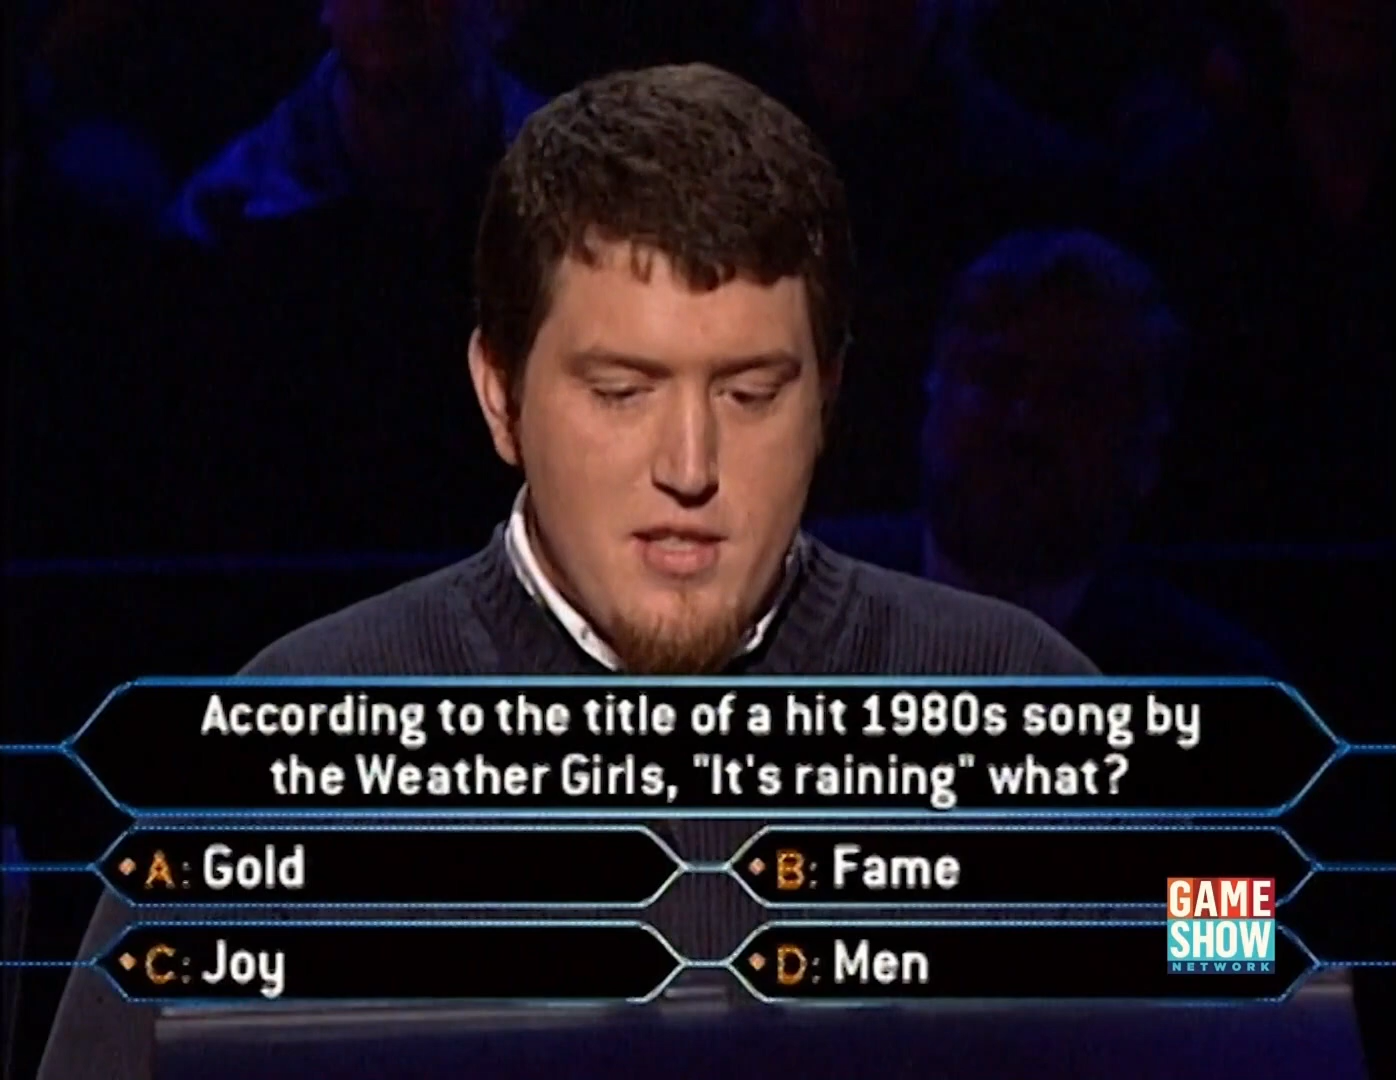 According to the title of a hit 1980s song by
the Weather Girls, "It's raining" what?
A: Gold
B: Fame
C: Joy
D: Men
GAME
SHOW
NETWORK